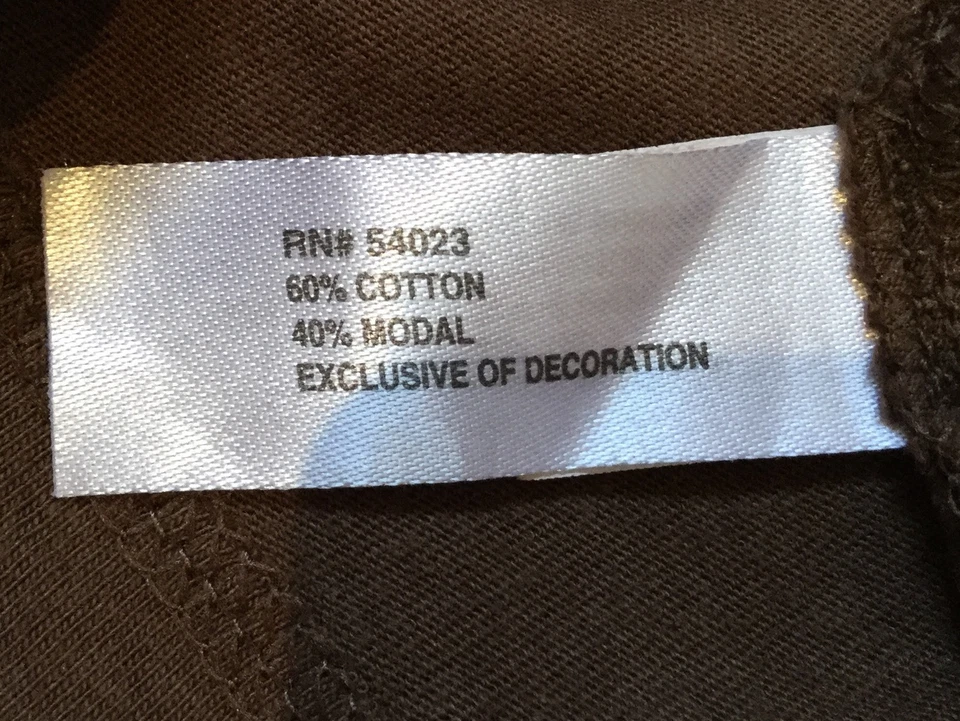 RN# 54023
60% COTTON
40% MODAL
EXCLUSIVE OF DECORATION